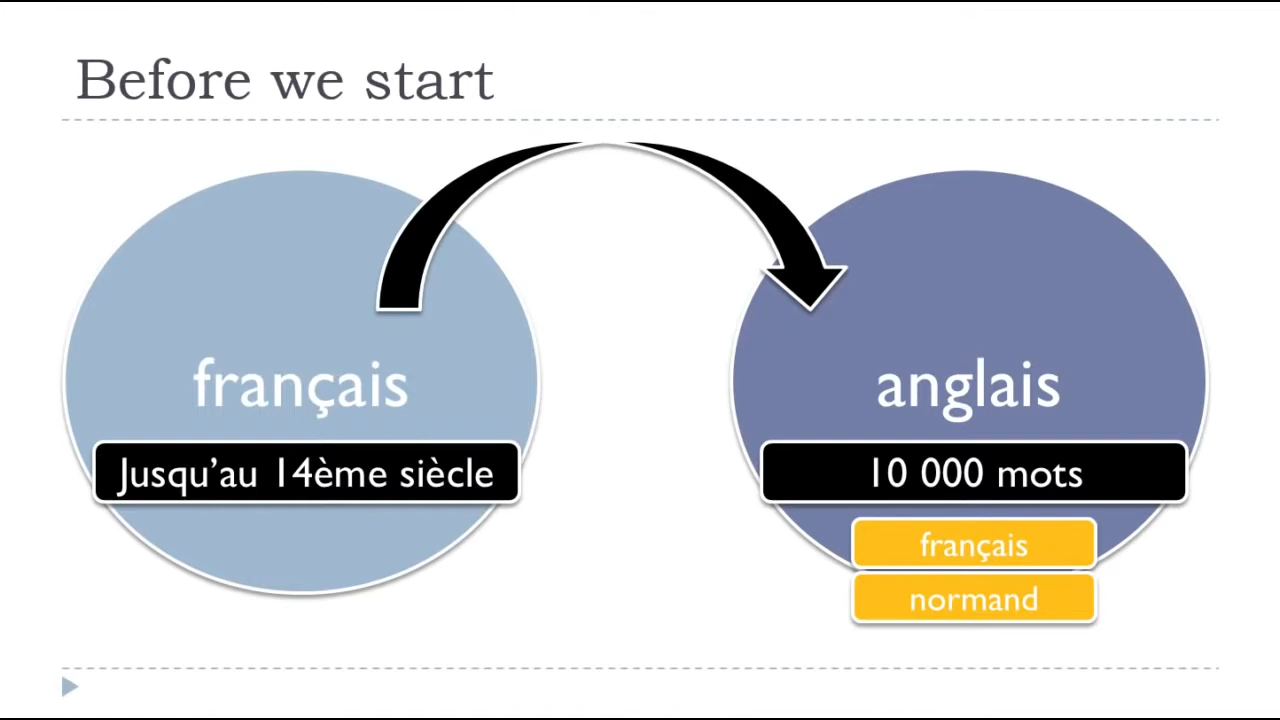 Before we start
français
Jusqu’au 14ème siècle
anglais
10 000 mots
français
normand